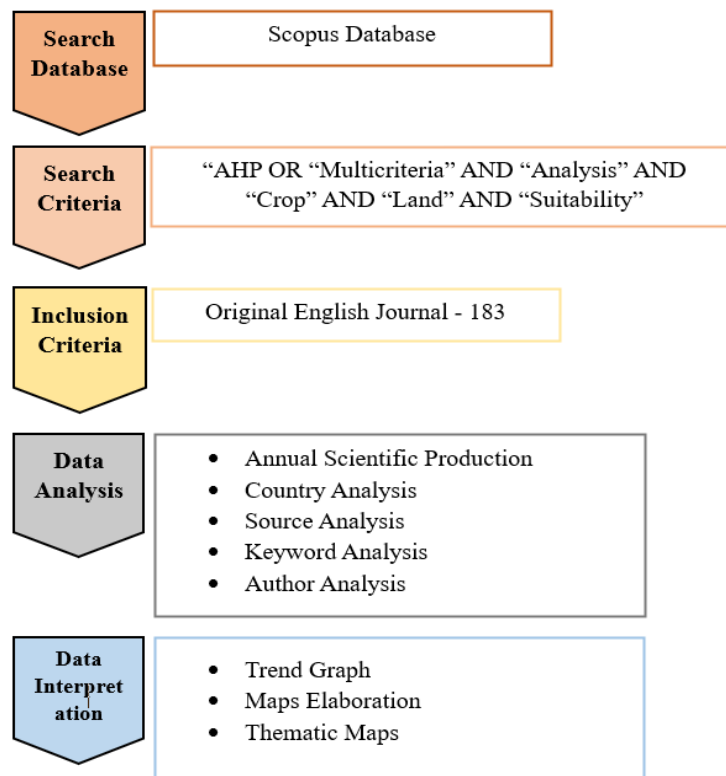 Search
Database
Scopus Database
Search
Criteria
“AHP OR “Multicriteria” AND “Analysis” AND
“Crop” AND “Land” AND “Suitability”
Inclusion
Criteria
Original English Journal - 183
Data
Analysis
• Annual Scientific Production
• Country Analysis
• Source Analysis
• Keyword Analysis
• Author Analysis
Data
Interpret
ation
• Trend Graph
• Maps Elaboration
• Thematic Maps